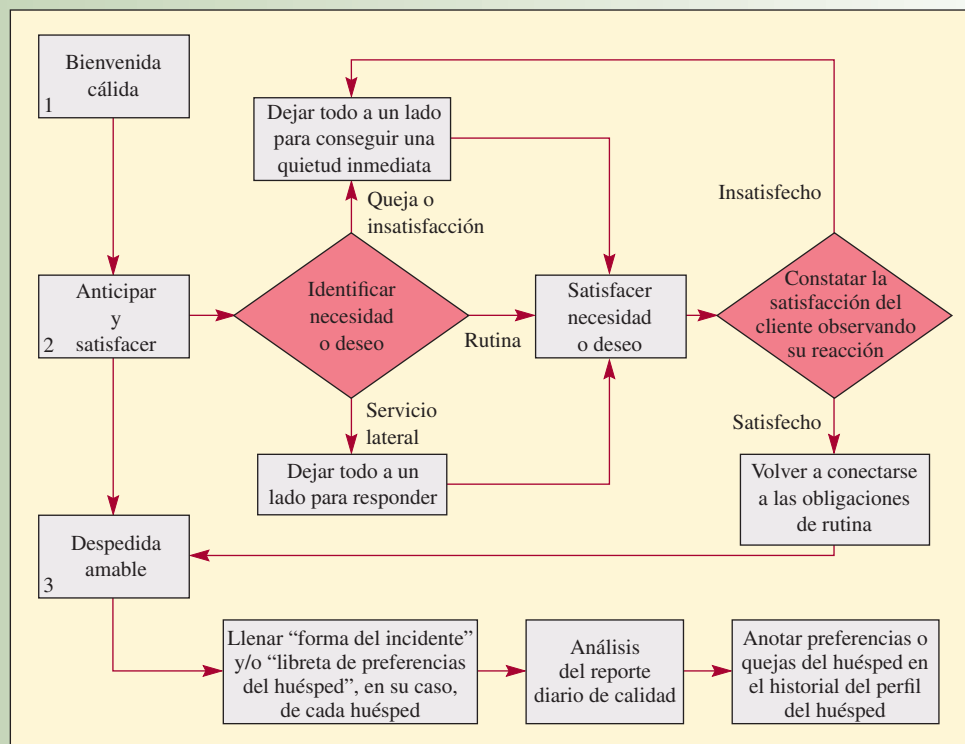 Bienvenida
cálida
1
Anticipar
y
satisfacer
2
Identificar
necesidad
o deseo
Queja o
insatisfacción
Dejar todo a un lado
para conseguir una
quietud inmediata
Rutina
Servicio
lateral
Dejar todo a un
lado para responder
Satisfacer
necesidad
o deseo
Constatar la
satisfacción del
cliente observando
su reacción
Insatisfecho
Satisfecho
Volver a conectarse
a las obligaciones
de rutina
Despedida
amable
3
Llenar “forma del incidente”
y/o “libreta de preferencias
del huésped”, en su caso,
de cada huésped
Análisis
del reporte
diario de calidad
Anotar preferencias o
quejas del huésped en
el historial del perfil
del huésped